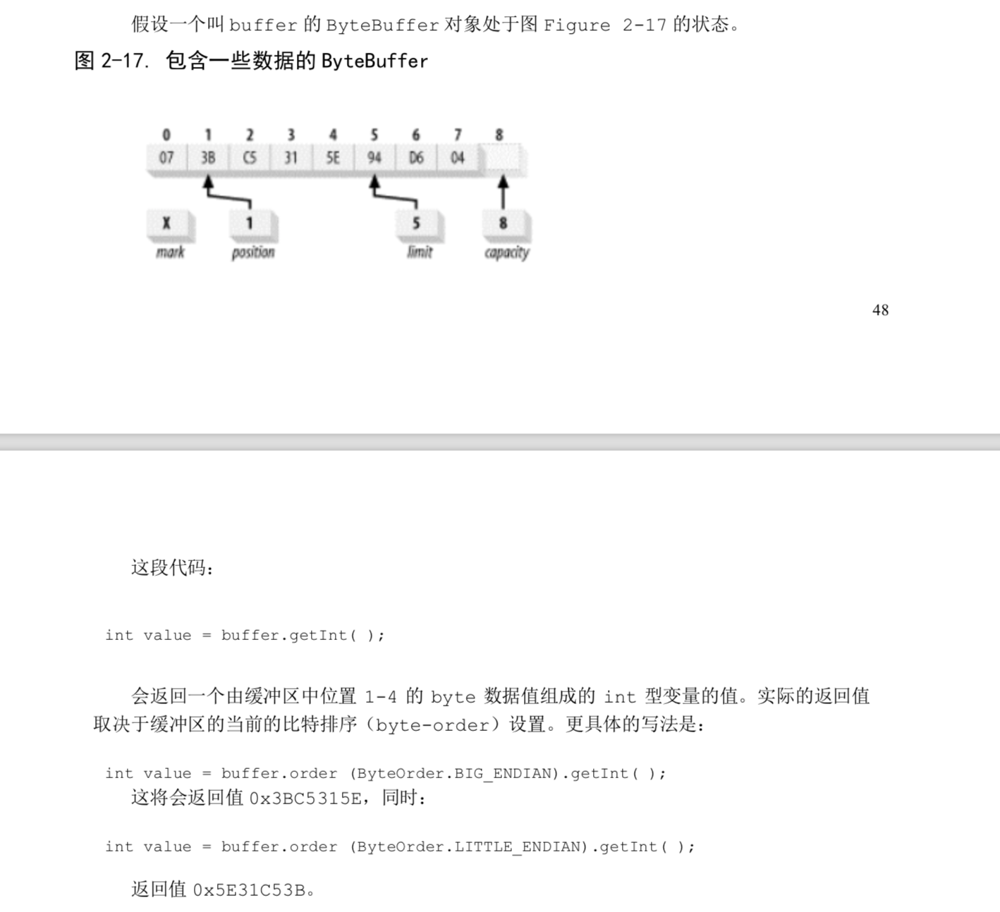 假设一个叫 buffer 的 ByteBuffer 对象处于图 Figure 2-17 的状态。
图 2-17. 包含一些数据的 ByteBuffer
0 1 2 3 4 5 6 7 8
07 3B C5 31 5E 94 D6 04
X 1 5 8
mark position limit capacity
48
这段代码：
int value = buffer.getInt( );
会返回一个由缓冲区中位置 1-4 的 byte 数据值组成的 int 型变量的值。实际的返回值
取决于缓冲区的当前的比特排序（byte-order）设置。更具体的写法是：
int value = buffer.order (ByteOrder.BIG_ENDIAN).getInt( );
这将会返回值 0x3BC5315E，同时：
int value = buffer.order (ByteOrder.LITTLE_ENDIAN).getInt( );
返回值 0x5E31C53B。